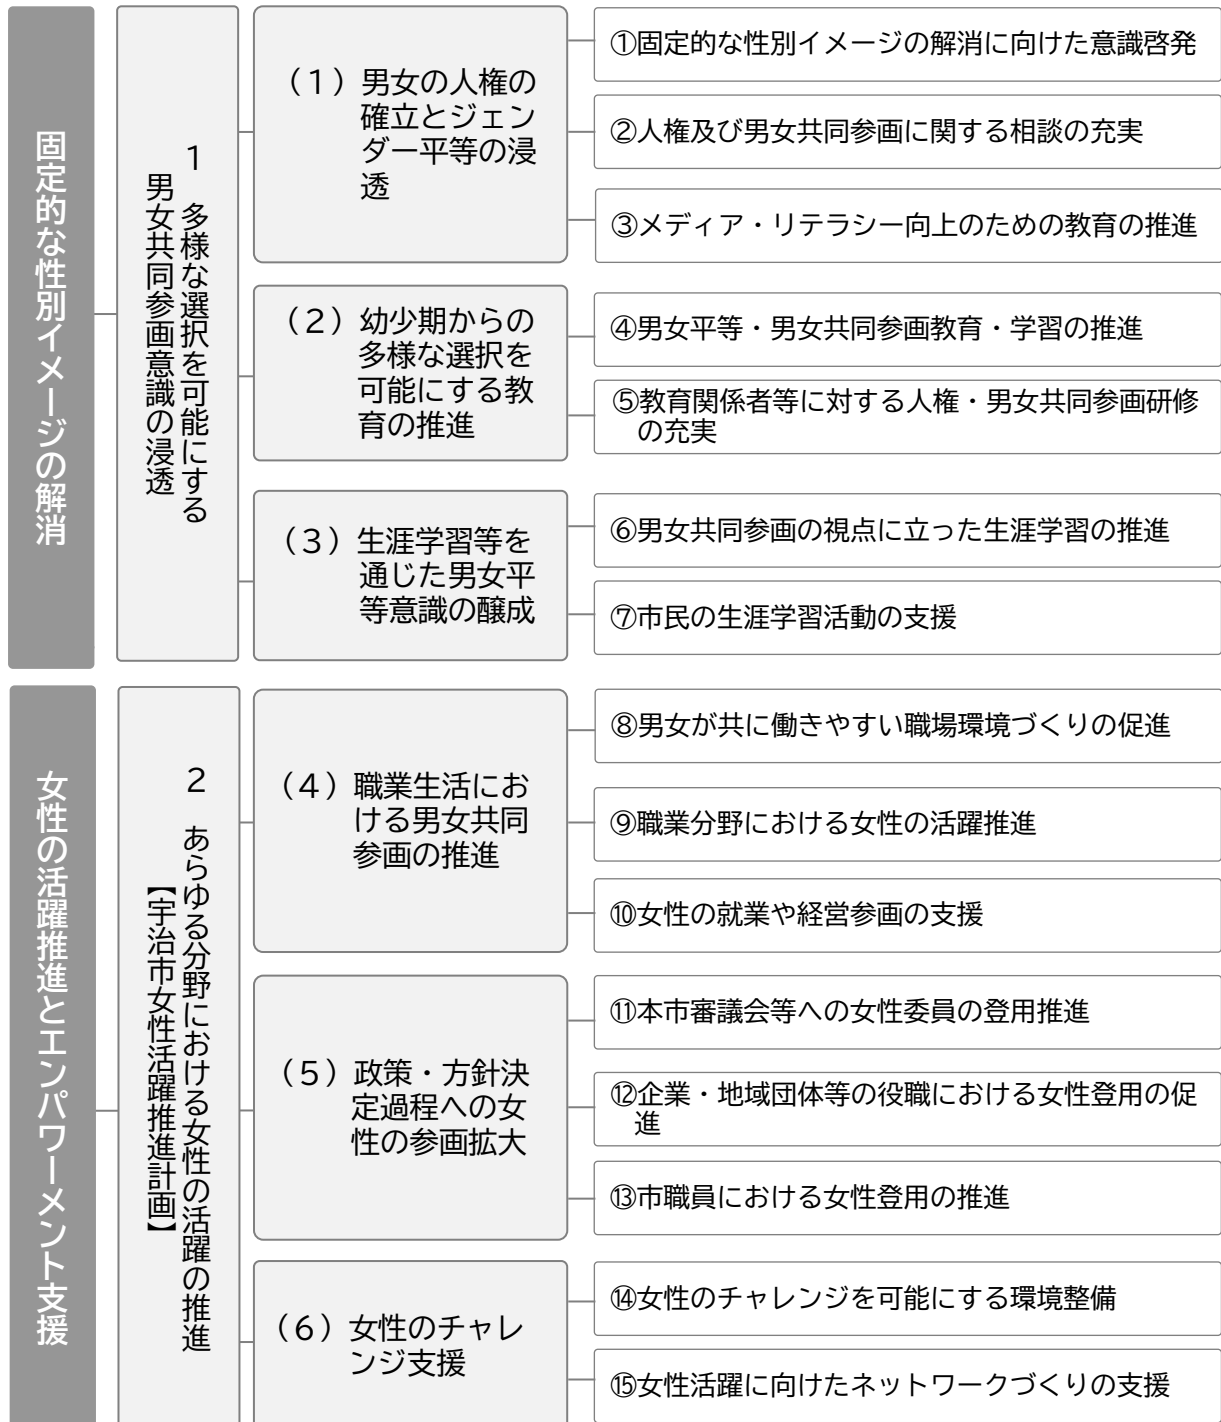 固定的な性別イメージの解消
1 多様な選択を可能にする
男女共同参画意識の浸透
（1）男女の人権の
確立とジェン
ダー平等の浸
透
①固定的な性別イメージの解消に向けた意識啓発
②人権及び男女共同参画に関する相談の充実
③メディア・リテラシー向上のための教育の推進
（2）幼少期からの
多様な選択を
可能にする教
育の推進
④男女平等・男女共同参画教育・学習の推進
⑤教育関係者等に対する人権・男女共同参画研修
の充実
（3）生涯学習等を
通じた男女平
等意識の醸成
⑥男女共同参画の視点に立った生涯学習の推進
⑦市民の生涯学習活動の支援
女性の活躍推進とエンパワーメント支援
2 あらゆる分野における女性の活躍の推進
【宇治市女性活躍推進計画】
（4）職業生活にお
ける男女共同
参画の推進
⑧男女が共に働きやすい職場環境づくりの促進
⑨職業分野における女性の活躍推進
⑩女性の就業や経営参画の支援
（5）政策・方針決
定過程への女
性の参画拡大
⑪本市審議会等への女性委員の登用推進
⑫企業・地域団体等の役職における女性登用の促
進
⑬市職員における女性登用の推進
（6）女性のチャレ
ンジ支援
⑭女性のチャレンジを可能にする環境整備
⑮女性活躍に向けたネットワークづくりの支援